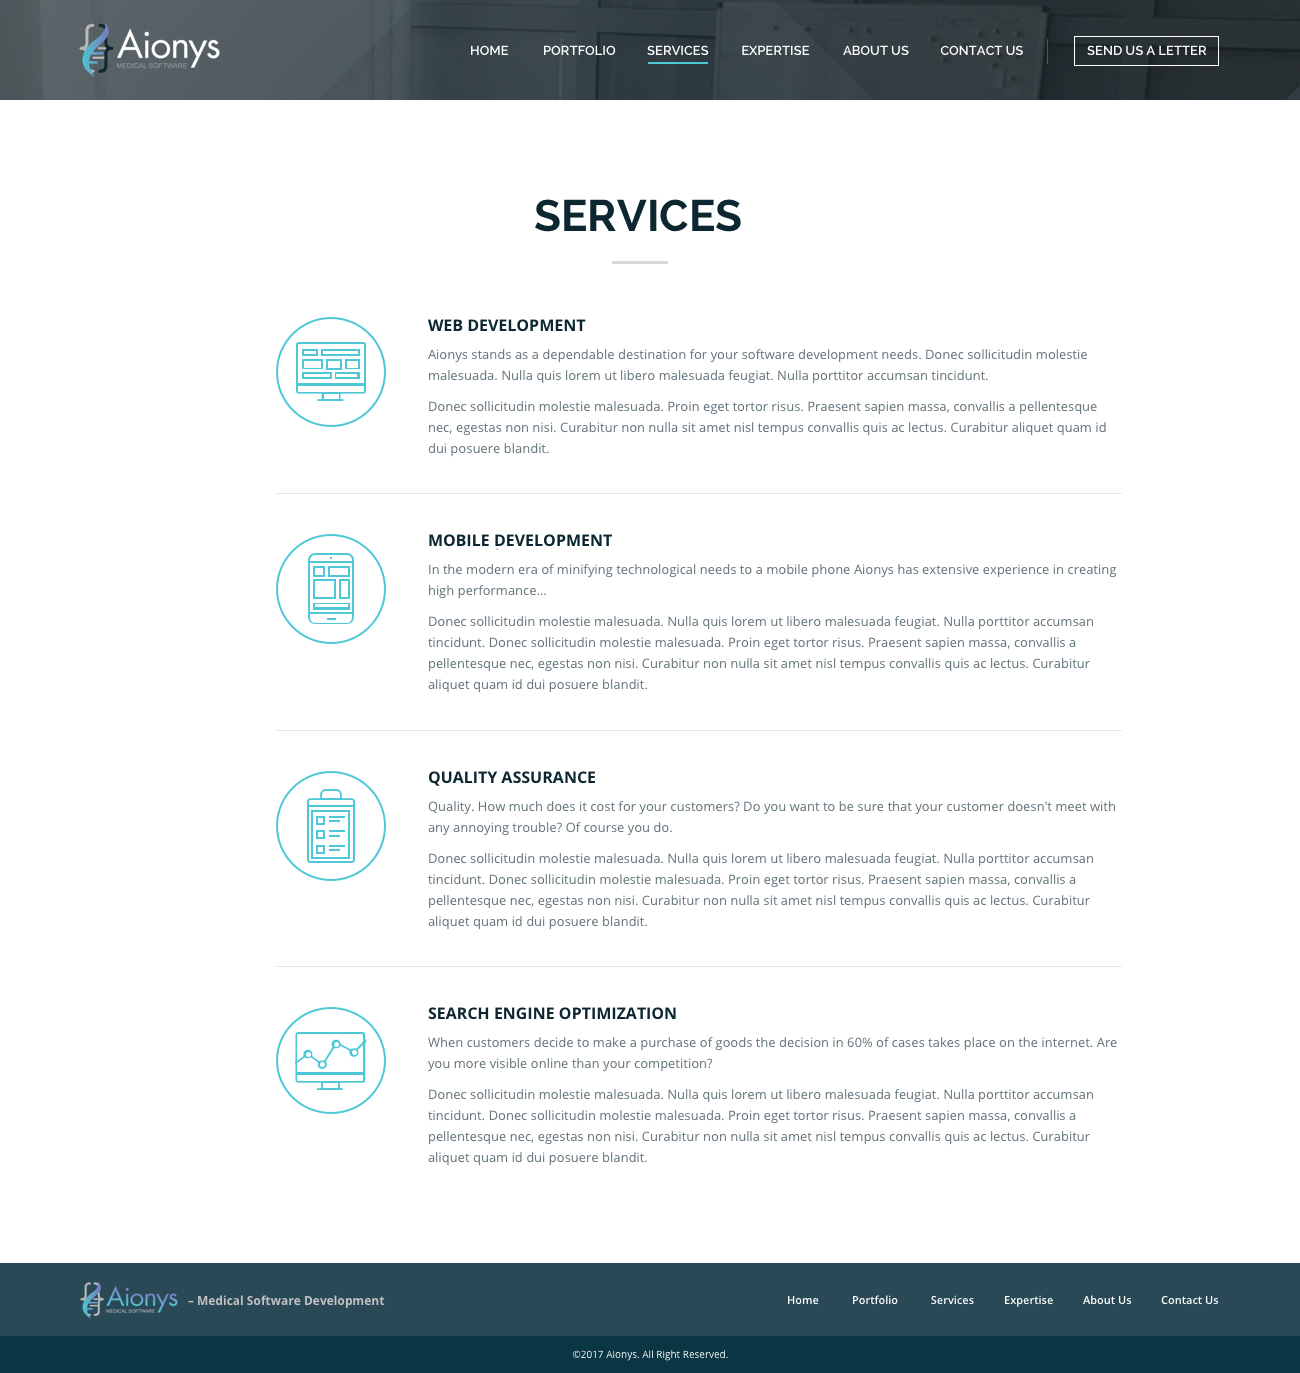 Aionys
MEDICAL SOFTWARE
HOME PORTFOLIO SERVICES EXPERTISE ABOUT US CONTACT US SEND US A LETTER
SERVICES
WEB DEVELOPMENT
Aionys stands as a dependable destination for your software development needs. Donec sollicitudin molestie
malesuada. Nulla quis lorem ut libero malesuada feugiat. Nulla porttitor accumsan tincidunt.
Donec sollicitudin molestie malesuada. Proin eget tortor risus. Praesent sapien massa, convallis a pellentesque
nec, egestas non nisi. Curabitur non nulla sit amet nisl tempus convallis quis ac lectus. Curabitur aliquet quam id
dui posuere blandit.
MOBILE DEVELOPMENT
In the modern era of minifying technological needs to a mobile phone Aionys has extensive experience in creating
high performance...
Donec sollicitudin molestie malesuada. Nulla quis lorem ut libero malesuada feugiat. Nulla porttitor accumsan
tincidunt. Donec sollicitudin molestie malesuada. Proin eget tortor risus. Praesent sapien massa, convallis a
pellentesque nec, egestas non nisi. Curabitur non nulla sit amet nisl tempus convallis quis ac lectus. Curabitur
aliquet quam id dui posuere blandit.
QUALITY ASSURANCE
Quality. How much does it cost for your customers? Do you want to be sure that your customer doesn't meet with
any annoying trouble? Of course you do.
Donec sollicitudin molestie malesuada. Nulla quis lorem ut libero malesuada feugiat. Nulla porttitor accumsan
tincidunt. Donec sollicitudin molestie malesuada. Proin eget tortor risus. Praesent sapien massa, convallis a
pellentesque nec, egestas non nisi. Curabitur non nulla sit amet nisl tempus convallis quis ac lectus. Curabitur
aliquet quam id dui posuere blandit.
SEARCH ENGINE OPTIMIZATION
When customers decide to make a purchase of goods the decision in 60% of cases takes place on the internet. Are
you more visible online than your competition?
Donec sollicitudin molestie malesuada. Nulla quis lorem ut libero malesuada feugiat. Nulla porttitor accumsan
tincidunt. Donec sollicitudin molestie malesuada. Proin eget tortor risus. Praesent sapien massa, convallis a
pellentesque nec, egestas non nisi. Curabitur non nulla sit amet nisl tempus convallis quis ac lectus. Curabitur
aliquet quam id dui posuere blandit.
Aionys
MEDICAL SOFTWARE
– Medical Software Development
Home Portfolio Services Expertise About Us Contact Us
©2017 Aionys. All Right Reserved.